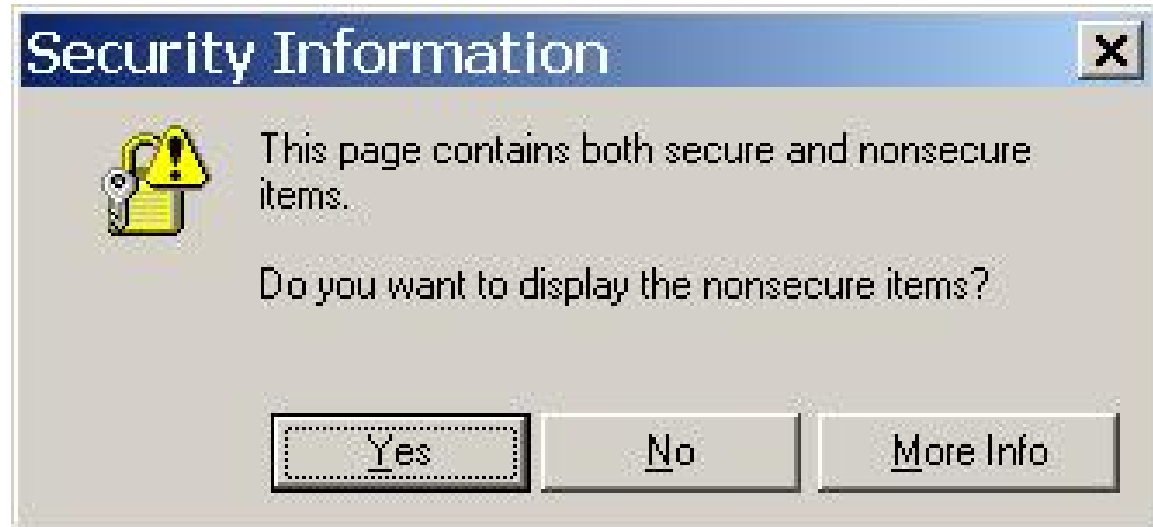 Security Information
This page contains both secure and nonsecure
items.
Do you want to display the nonsecure items?
Yes
No
More Info